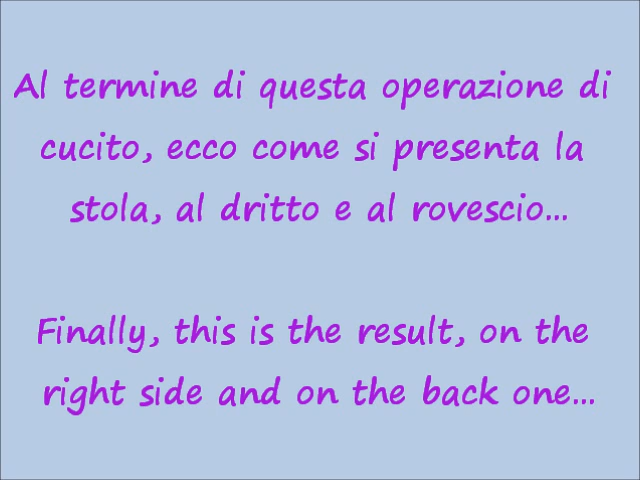 Al termine di questa operazione di
cucito, ecco come si presenta la
stola, al dritto e al rovescio...
Finally, this is the result, on the
right side and on the back one...